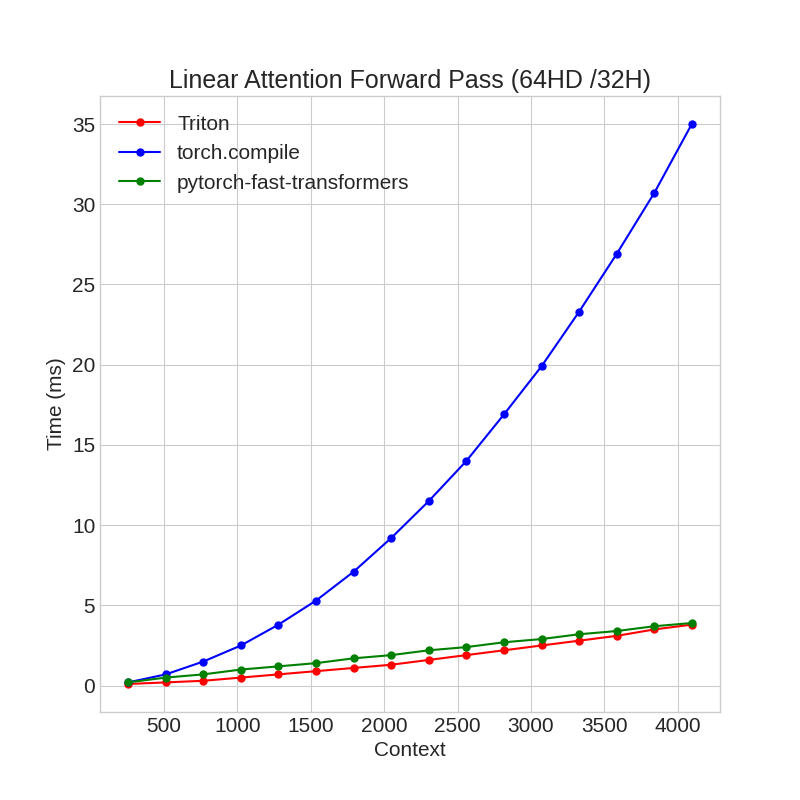 Linear Attention Forward Pass (64HD /32H)
Triton
torch.compile
pytorch-fast-transformers
Time (ms)
35
30
25
20
15
10
5
0
500 1000 1500 2000 2500 3000 3500 4000
Context